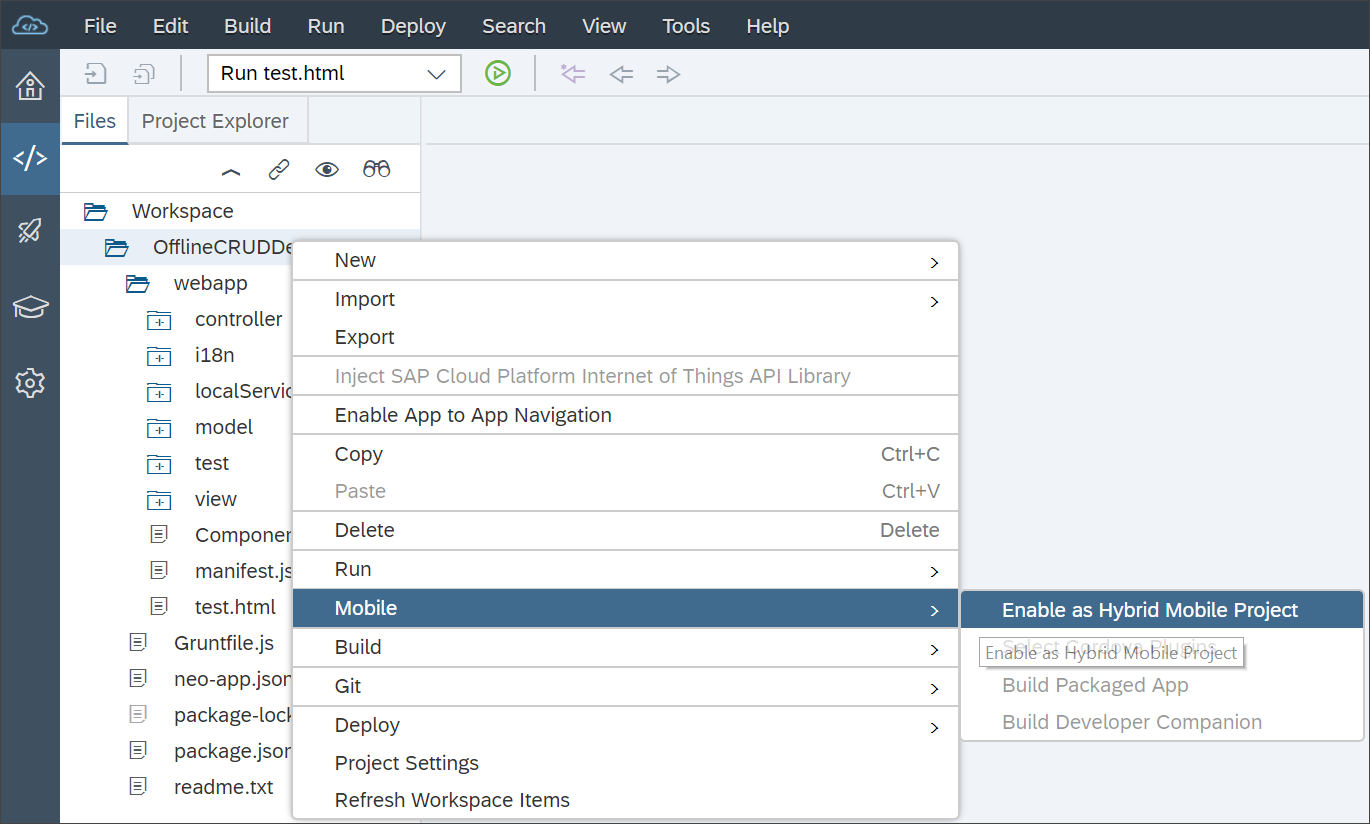 File Edit Build Run Deploy Search View Tools Help
Run test.html
Files Project Explorer
Workspace
OfflineCRUDDe
webapp
controller
i18n
localServic
model
test
view
Componen
manifest.js
test.html
Gruntfile.js
neo-app.json
package-lock
package.json
readme.txt
New
Import
Export
Inject SAP Cloud Platform Internet of Things API Library
Enable App to App Navigation
Copy Ctrl+C
Paste Ctrl+V
Delete Delete
Run
Mobile
Build
Git
Deploy
Project Settings
Refresh Workspace Items
Enable as Hybrid Mobile Project
Select Cordova Plugins
Enable as Hybrid Mobile Project
Build Packaged App
Build Developer Companion